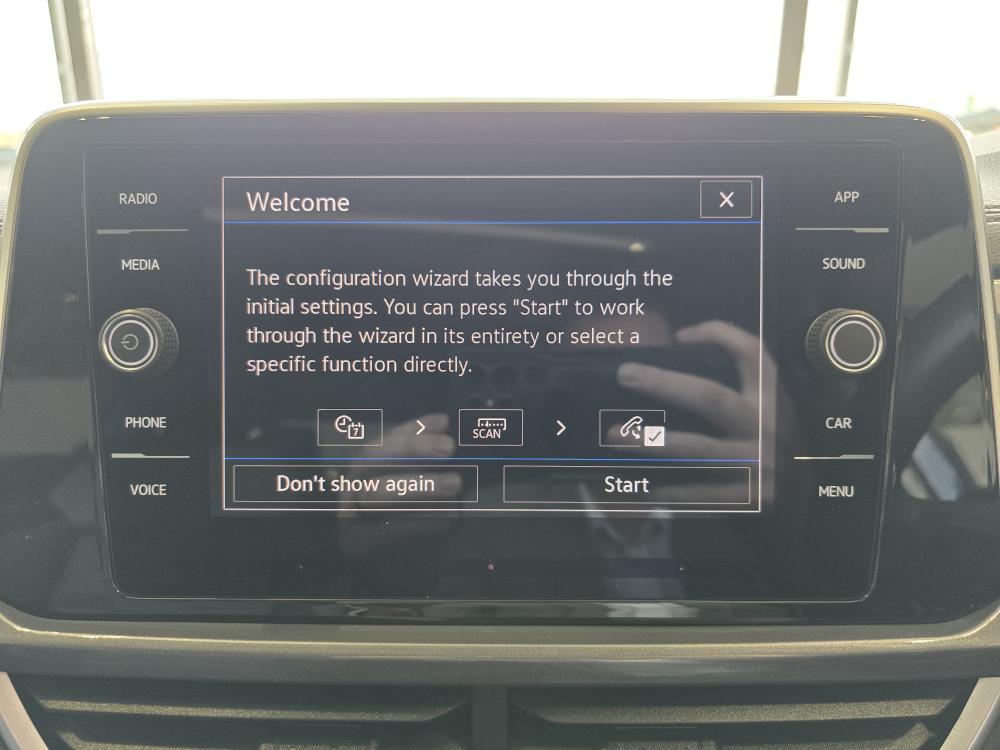 RADIO
MEDIA
PHONE
VOICE
Welcome
X
The configuration wizard takes you through the
initial settings. You can press "Start" to work
through the wizard in its entirety or select a
specific function directly.
7
SCAN
Don't show again
Start
APP
SOUND
CAR
MENU